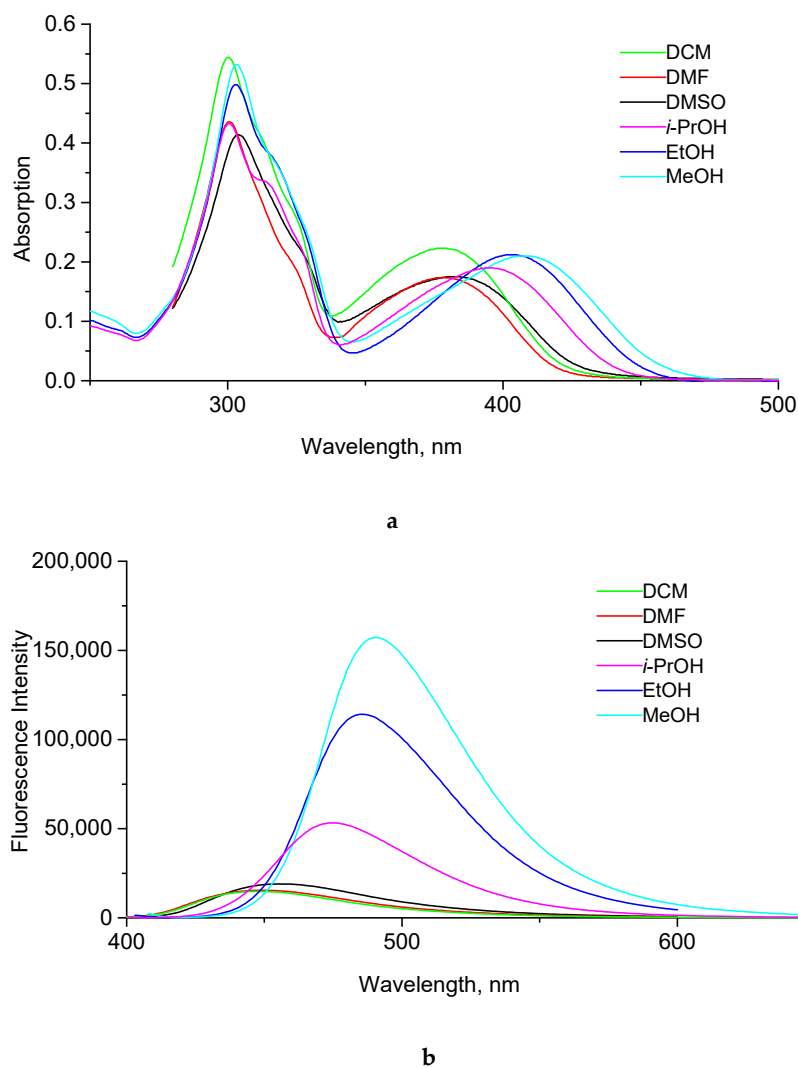 0.6
0.5
0.4
0.3
0.2
0.1
0.0
Absorption
DCM
DMF
DMSO
i-PrOH
EtOH
MeOH
300
400
500
Wavelength, nm
a
200,000
150,000
100,000
50,000
0
Fluorescence Intensity
DCM
DMF
DMSO
i-PrOH
EtOH
MeOH
400
500
600
Wavelength, nm
b